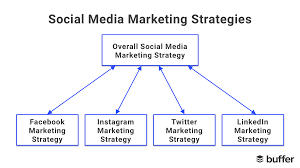 Social Media Marketing Strategies
Overall Social Media
Marketing Strategy
Facebook
Marketing
Strategy
Instagram
Marketing
Strategy
Twitter
Marketing
Strategy
LinkedIn
Marketing
Strategy
buffer